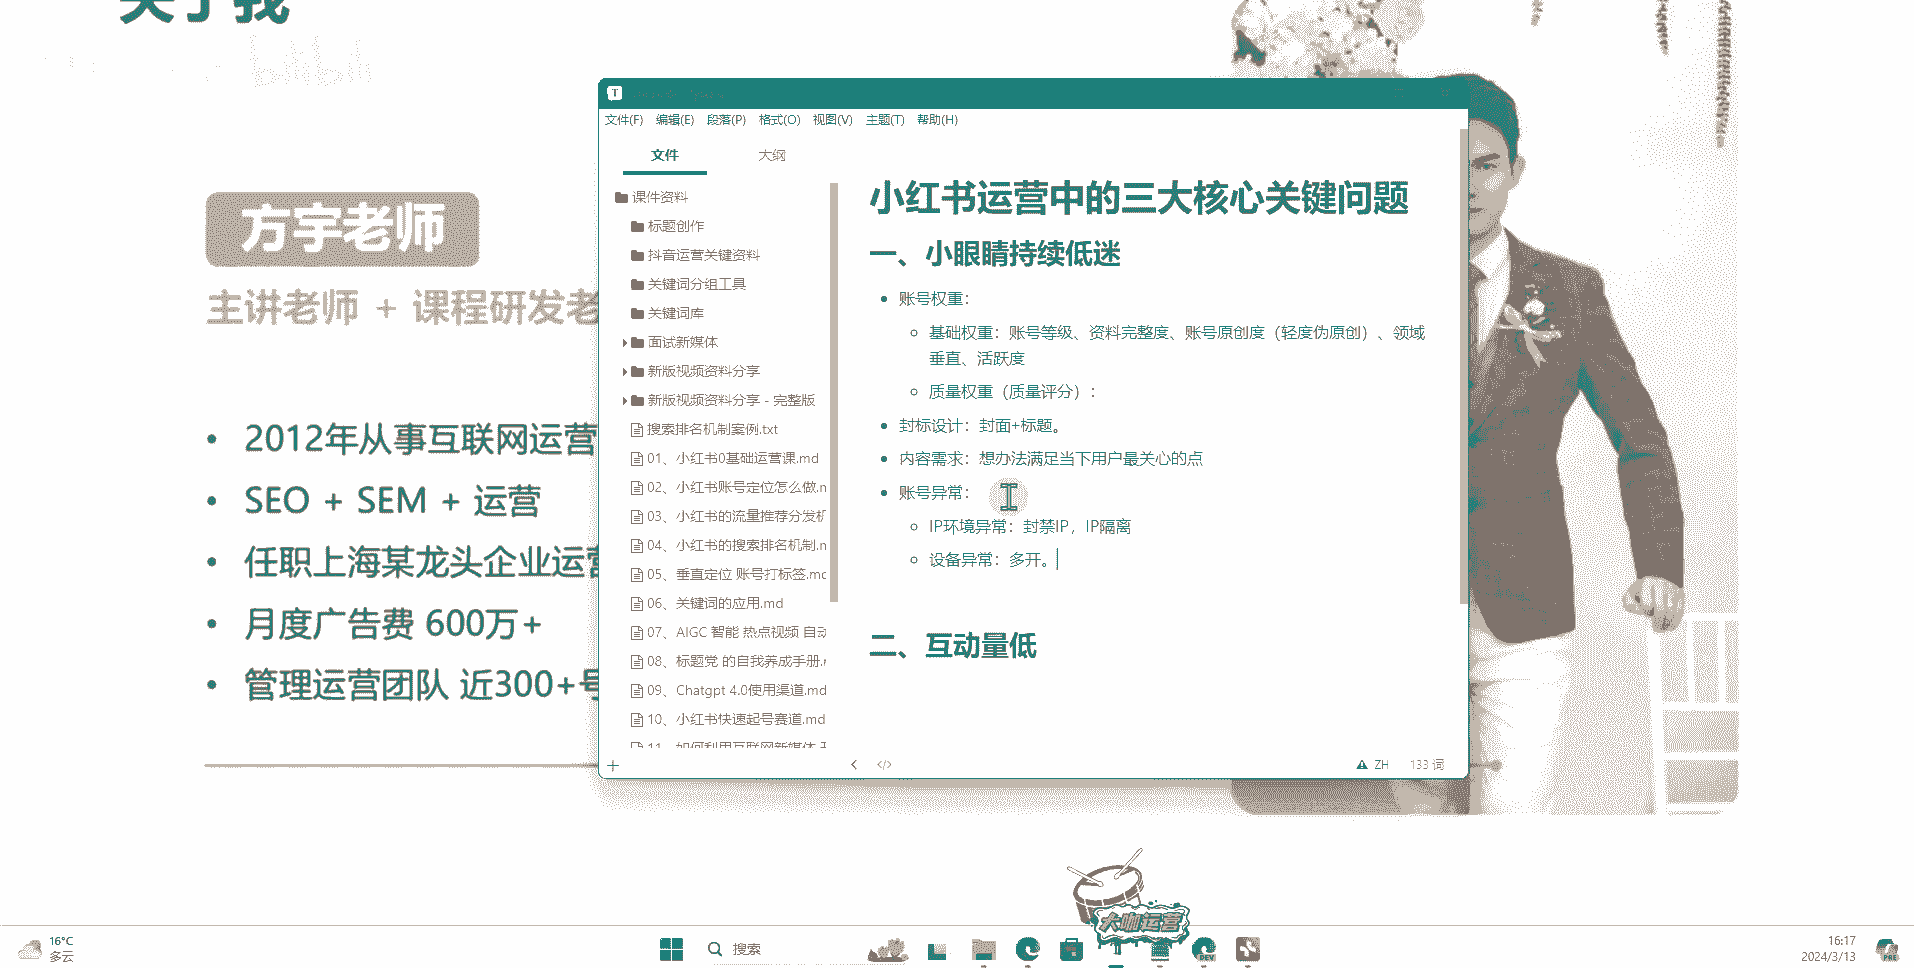 关于我
bilibili
方宇老师
主讲老师 + 课程研发老
• 2012年从事互联网运营
• SEO + SEM + 运营
• 任职上海某龙头企业运营
• 月度广告费 600万+
• 管理运营团队 近300+号
T
文件(F) 编辑(E) 段落(P) 格式(O) 视图(V) 主题(T) 帮助(H)
文件 大纲
课件资料
标题创作
抖音运营关键资料
关键词分组工具
关键词库
面试新媒体
新版视频资料分享
新版视频资料分享 - 完整版
搜索排名机制案例.txt
01、小红书0基础运营课.md
02、小红书账号定位怎么做.n
03、小红书的流量推荐分发机
04、小红书的搜索排名机制.n
05、垂直定位 账号打标签.mc
06、关键词的应用.md
07、AIGC 智能 热点视频 自动
08、标题党 的自我养成手册.r
09、Chatgpt 4.0使用渠道.md
10、小红书快速起号赛道.md
11、如何利用互联网新媒体
小红书运营中的三大核心关键问题
一、小眼睛持续低迷
• 账号权重：
基础权重：账号等级、资料完整度、账号原创度（轻度伪原创）、领域
垂直、活跃度
质量权重（质量评分）：
• 封标设计：封面+标题。
• 内容需求：想办法满足当下用户最关心的点
• 账号异常：
IP环境异常：封禁IP，IP隔离
设备异常：多开。
二、互动量低
ZH 133 词
大咖运营
16°C
多云
搜索
DEV
16:17
2024/3/13
PRE